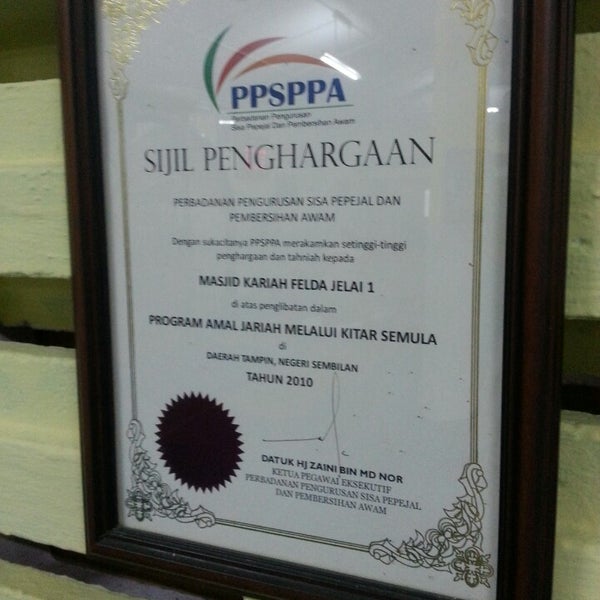 PPSPPA
Perbadanan Pengurusan
Sisa Pepejal Dan Pembersihan Awam
SIJIL PENGHARGAAN
PERBADANAN PENGURUSAN SISA PEPEJAL DAN
PEMBERSIHAN AWAM
Dengan sukacitanya PPSPPA merakamkan setinggi-tinggi
penghargaan dan tahniah kepada
MASJID KARIAH FELDA JELAI 1
di atas penglibatan dalam
PROGRAM AMAL JARIAH MELALUI KITAR SEMULA
di
DAERAH TAMPIN, NEGERI SEMBILAN
TAHUN 2010
DATUK HJ ZAINI BIN MD NOR
KETUA PEGAWAI EKSEKUTIF
PERBADANAN PENGURUSAN SISA PEPEJAL
DAN PEMBERSIHAN AWAM